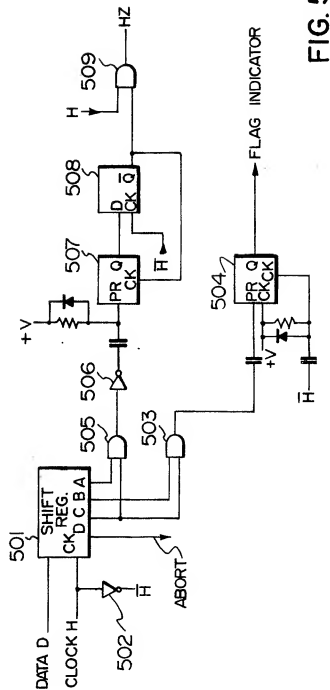 DATA D
CLOCK H
501
SHIFT
REG.
CK D C B A
502
H̅
ABORT
505
503
506
+V
507
PR Q
CK
508
D Q̅
CK
H̅
H
509
HZ
504
PR Q
CK
CK
+V
H̅
FLAG INDICATOR
FIG. 5